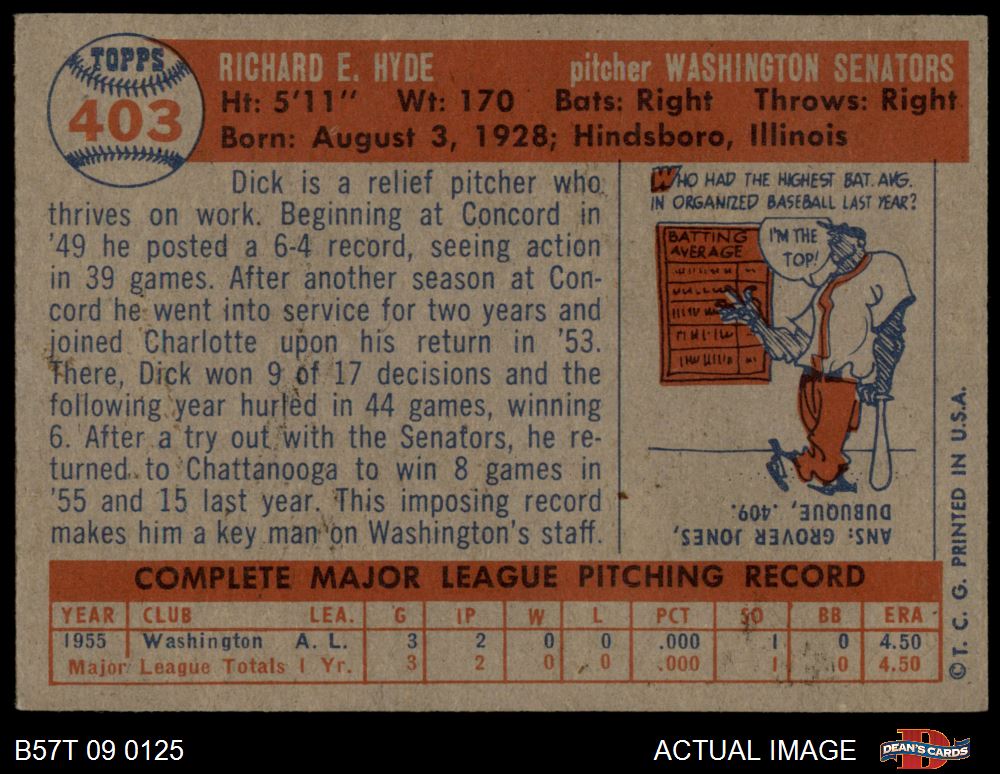 TOPPS
403
RICHARD E. HYDE pitcher WASHINGTON SENATORS
Ht: 5'11" Wt: 170 Bats: Right Throws: Right
Born: August 3, 1928; Hindsboro, Illinois
Dick is a relief pitcher who
thrives on work. Beginning at Concord in
'49 he posted a 6-4 record, seeing action
in 39 games. After another season at Con-
cord he went into service for two years and
joined Charlotte upon his return in '53.
There, Dick won 9 of 17 decisions and the
following year hurled in 44 games, winning
6. After a try out with the Senators, he re-
turned to Chattanooga to win 8 games in
'55 and 15 last year. This imposing record
makes him a key man on Washington's staff.
WHO HAD THE HIGHEST BAT. AVG.
IN ORGANIZED BASEBALL LAST YEAR?
BATTING
AVERAGE
I'M THE
TOP!
ANS: GROVER JONES,
DUBUQUE, .409.
COMPLETE MAJOR LEAGUE PITCHING RECORD
YEAR CLUB LEA. G IP W L PCT SO BB ERA
1955 Washington A. L. 3 2 0 0 .000 1 0 4.50
Major League Totals 1 Yr. 3 2 0 0 .000 1 0 4.50
© T. C. G. PRINTED IN U.S.A.
B57T 09 0125 ACTUAL IMAGE
DEAN'S CARDS